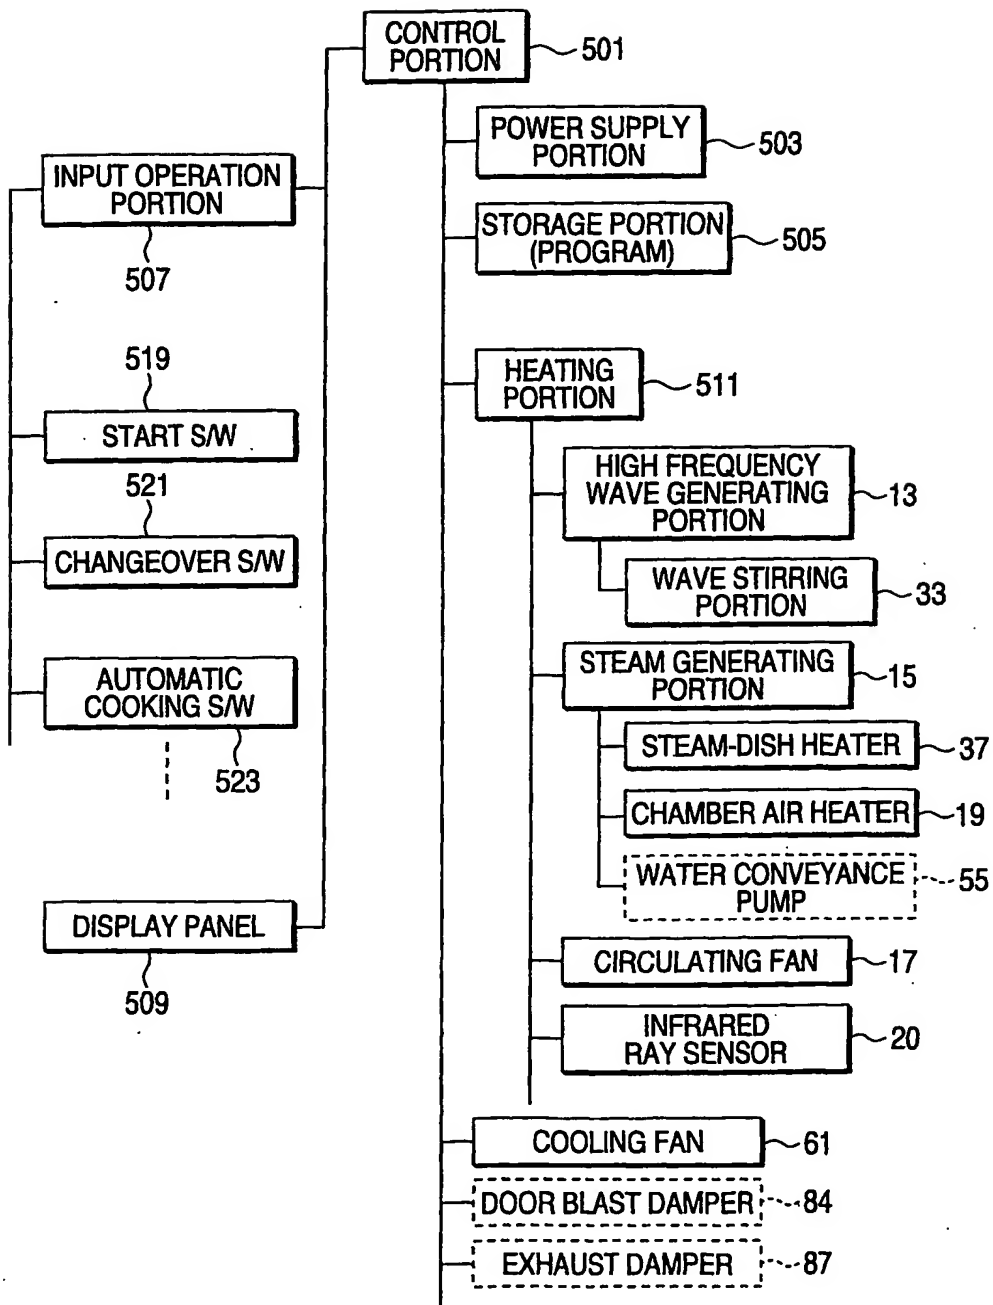 CONTROL
PORTION
501
POWER SUPPLY
PORTION
503
INPUT OPERATION
PORTION
507
STORAGE PORTION
(PROGRAM)
505
519
START S/W
521
CHANGEOVER S/W
AUTOMATIC
COOKING S/W
523
DISPLAY PANEL
509
HEATING
PORTION
511
HIGH FREQUENCY
WAVE GENERATING
PORTION
13
WAVE STIRRING
PORTION
33
STEAM GENERATING
PORTION
15
STEAM-DISH HEATER
37
CHAMBER AIR HEATER
19
WATER CONVEYANCE
PUMP
55
CIRCULATING FAN
17
INFRARED
RAY SENSOR
20
COOLING FAN
61
DOOR BLAST DAMPER
84
EXHAUST DAMPER
87